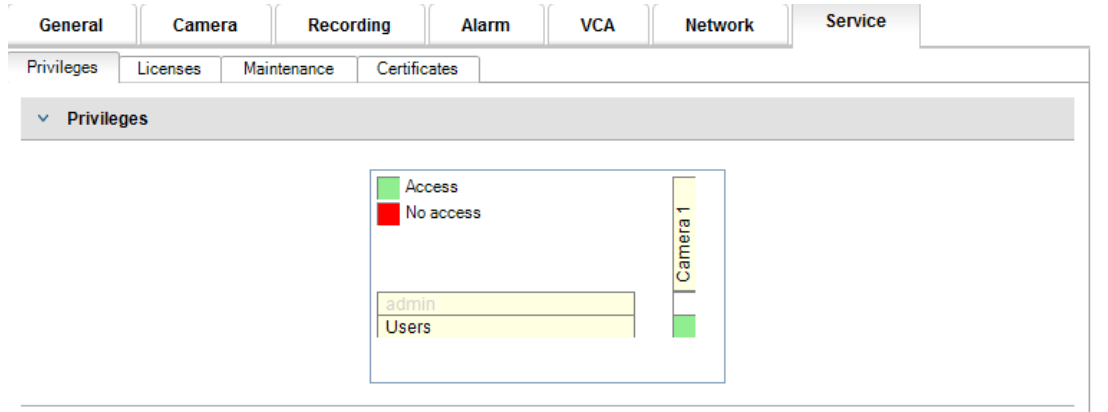 General Camera Recording Alarm VCA Network Service
Privileges Licenses Maintenance Certificates
Privileges
Access
No access
Camera 1
admin
Users